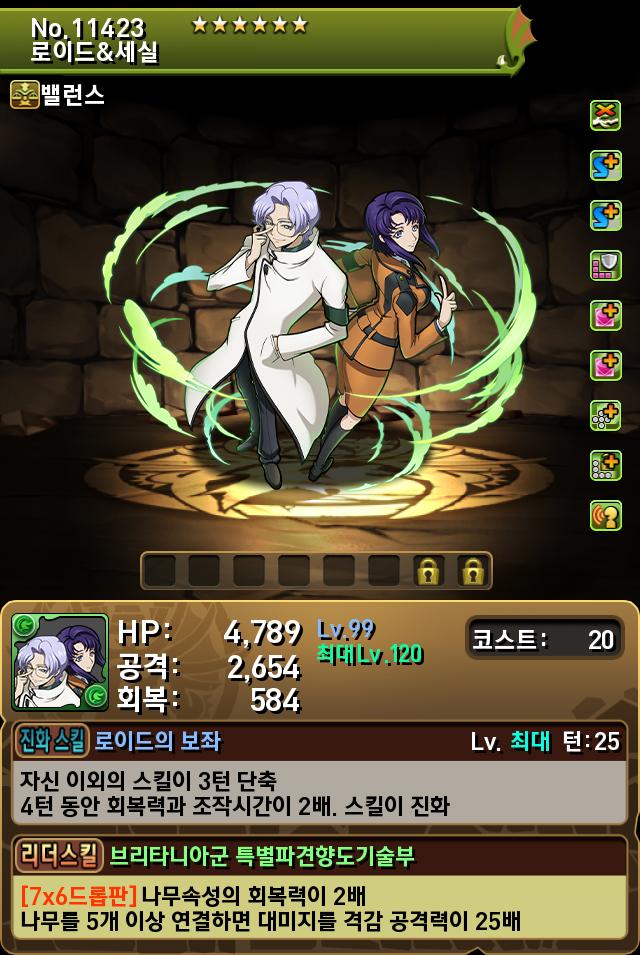 No.11423
로이드&세실
밸런스
HP: 4,789 Lv.99
최대Lv.120
공격: 2,654
회복: 584
코스트: 20
진화 스킬 로이드의 보좌 Lv. 최대 턴:25
자신 이외의 스킬이 3턴 단축
4턴 동안 회복력과 조작시간이 2배. 스킬이 진화
리더스킬 브리타니아군 특별파견향도기술부
[7x6드롭판] 나무속성의 회복력이 2배
나무를 5개 이상 연결하면 대미지를 격감 공격력이 25배